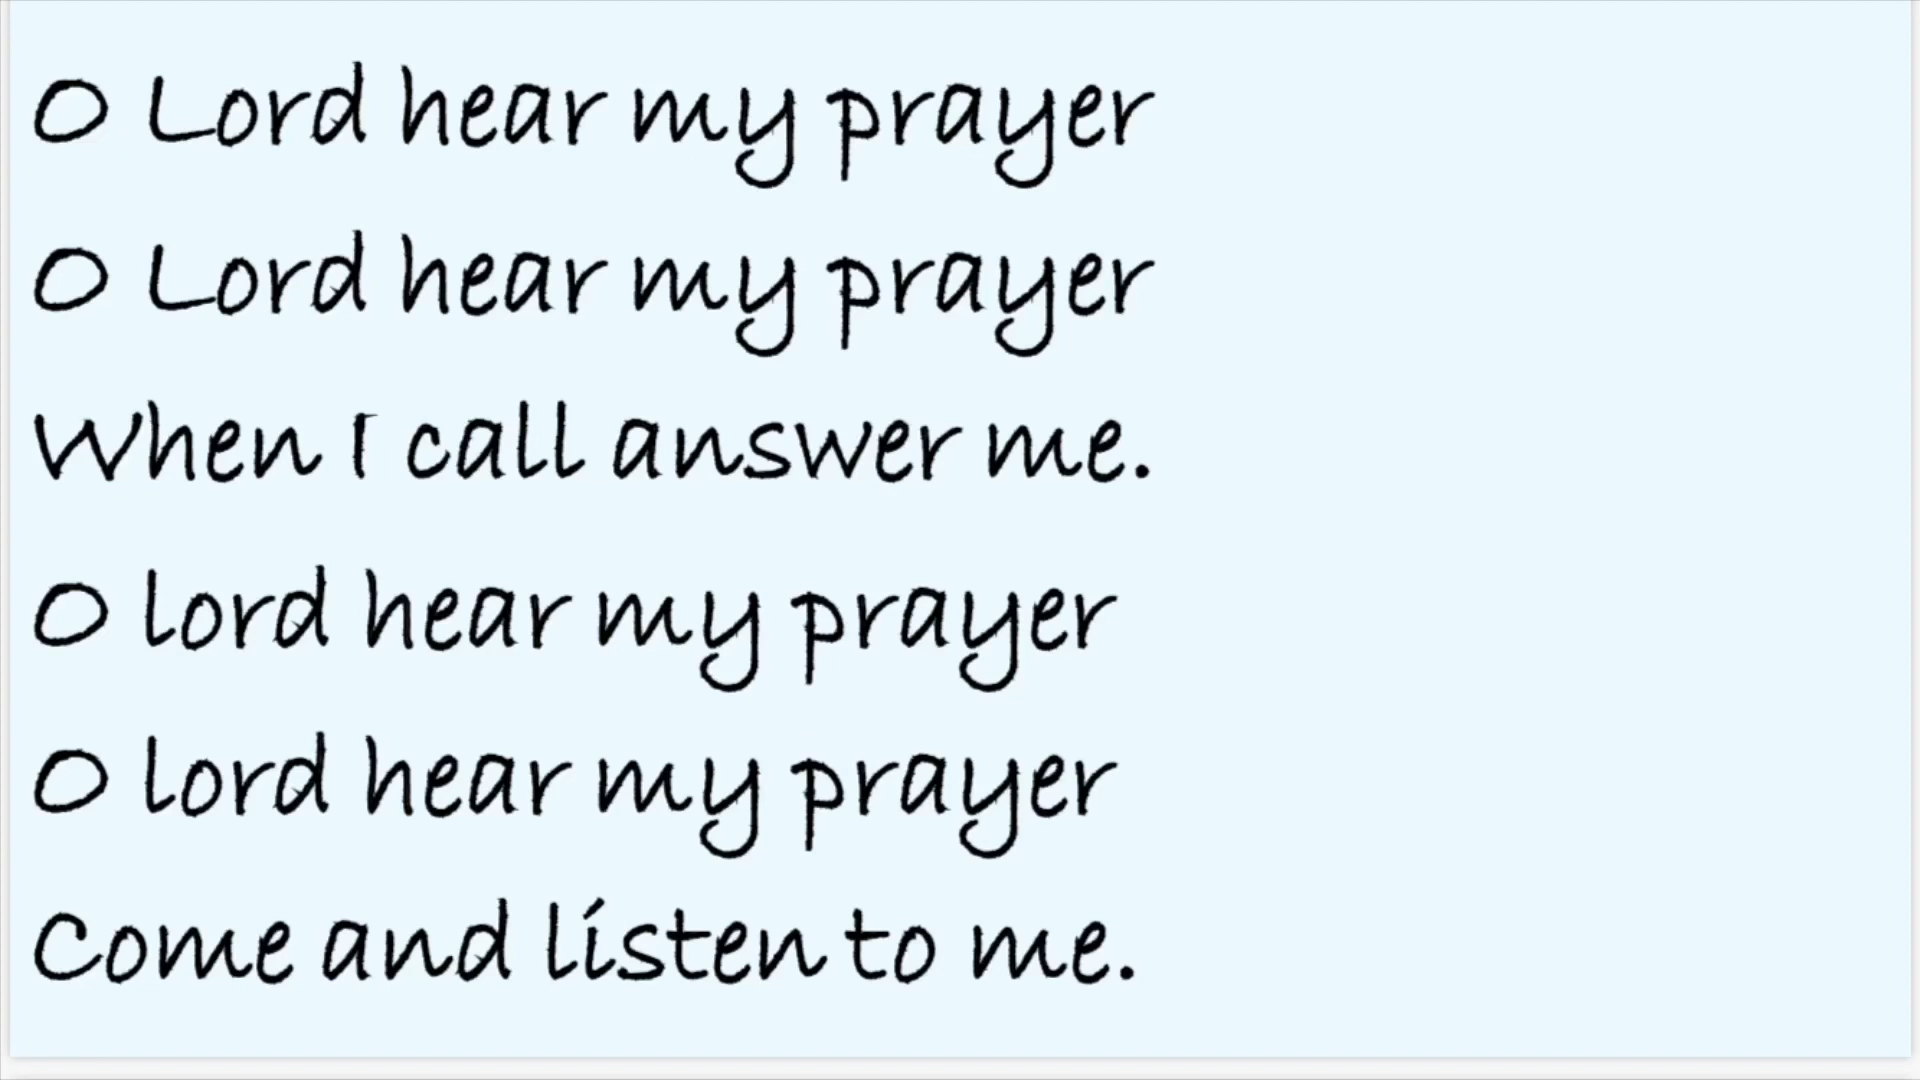 O Lord hear my prayer
O Lord hear my prayer
When I call answer me.
O lord hear my prayer
O lord hear my prayer
Come and listen to me.